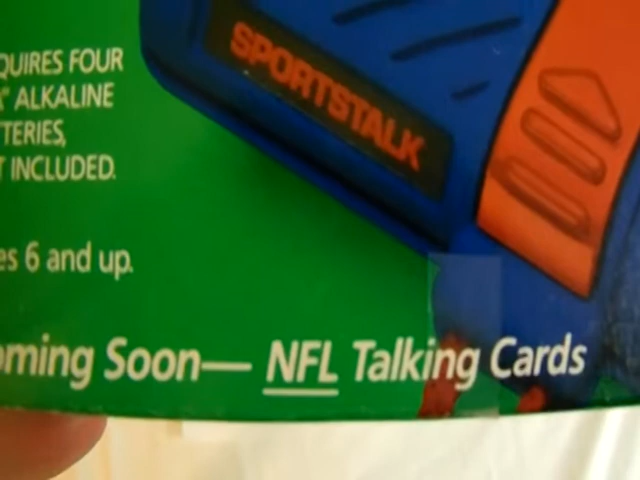 SPORTSTALK
QUIRES FOUR
ALKALINE
TTERIES,
T INCLUDED.
es 6 and up.
oming Soon— NFL Talking Cards